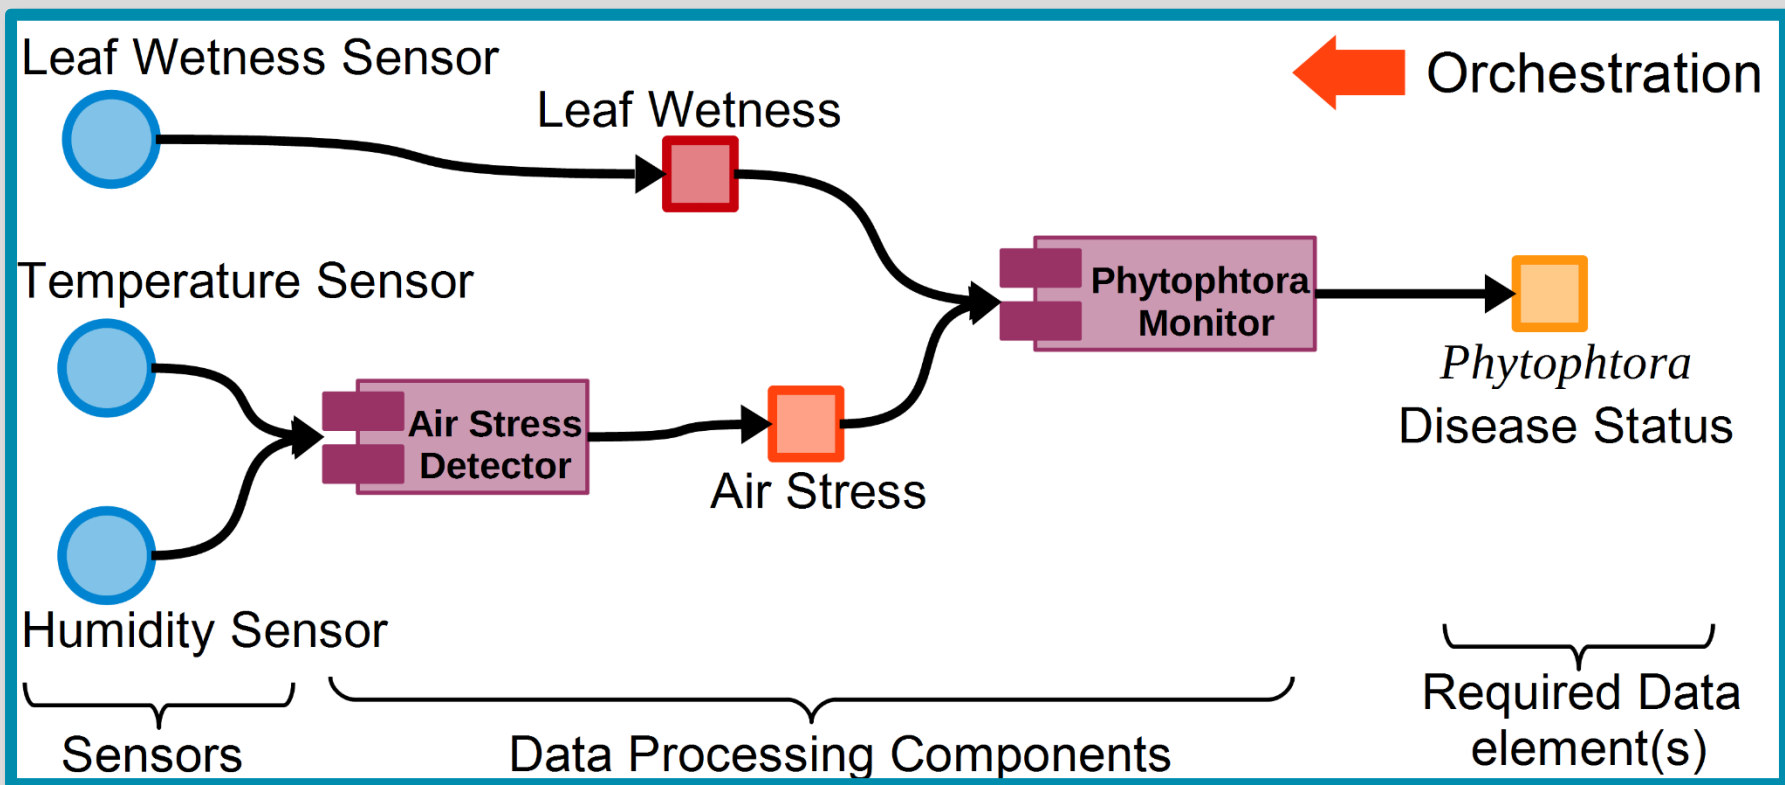 Leaf Wetness Sensor
Orchestration
Leaf Wetness
Temperature Sensor
Phytophtora
Monitor
Phytophtora
Disease Status
Air Stress
Detector
Air Stress
Humidity Sensor
Sensors
Data Processing Components
Required Data
element(s)